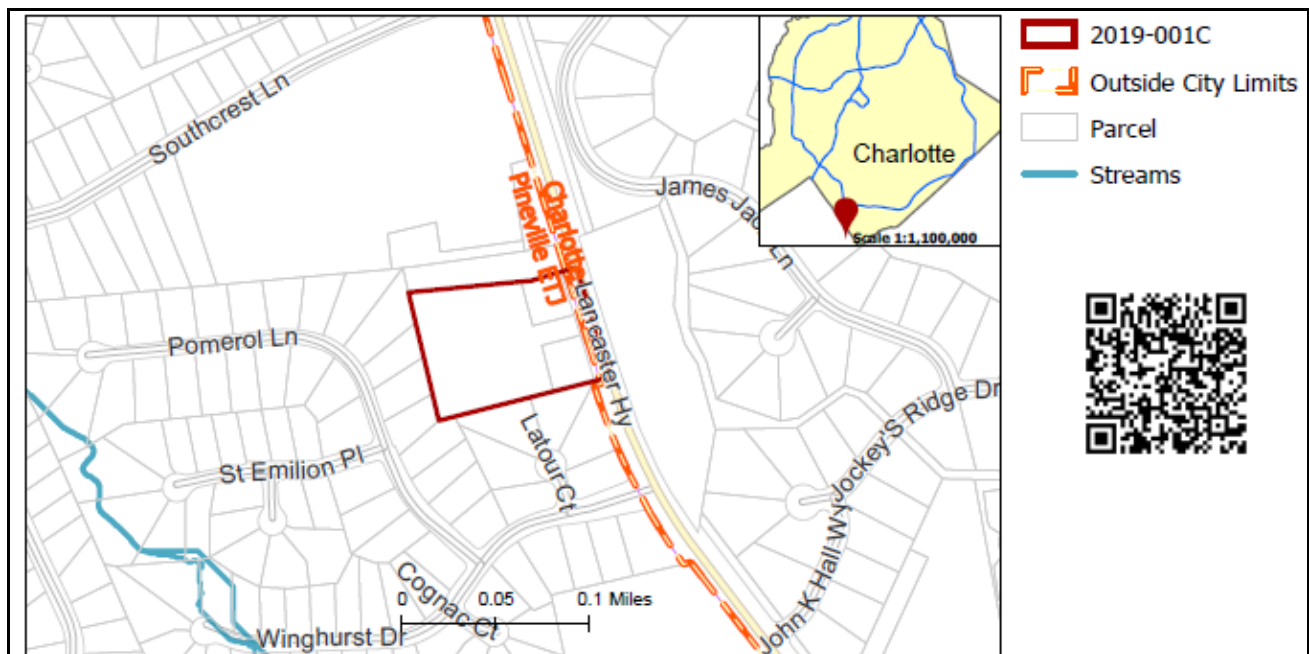 Southcrest Ln
Charlotte
Pineville ETJ
Lancaster Hy
James Jack Ln
Pomerol Ln
St Emilion Pl
Latour Ct
Jockey'S Ridge Dr
John K Hall Wy
Cognac Ct
Winghurst Dr
0 0.05 0.1 Miles
Charlotte
Scale 1:1,100,000
2019-001C
Outside City Limits
Parcel
Streams